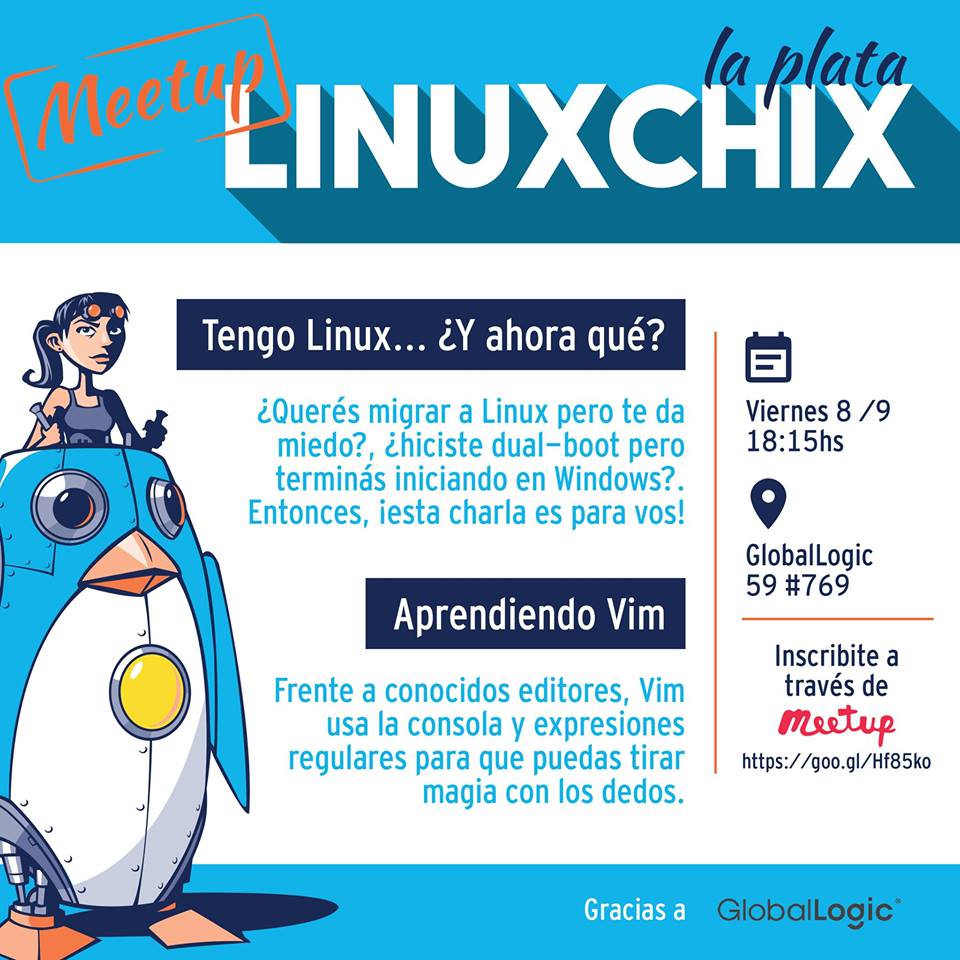 Meetup
la plata
LINUXCHIX
Tengo Linux... ¿Y ahora qué?
¿Querés migrar a Linux pero te da
miedo?, ¿hiciste dual-boot pero
terminás iniciando en Windows?.
Entonces, ¡esta charla es para vos!
Aprendiendo Vim
Frente a conocidos editores, Vim
usa la consola y expresiones
regulares para que puedas tirar
magia con los dedos.
Viernes 8 /9
18:15hs
GlobalLogic
59 #769
Inscribite a
través de
meetup
https://goo.gl/Hf85ko
Gracias a GlobalLogic®